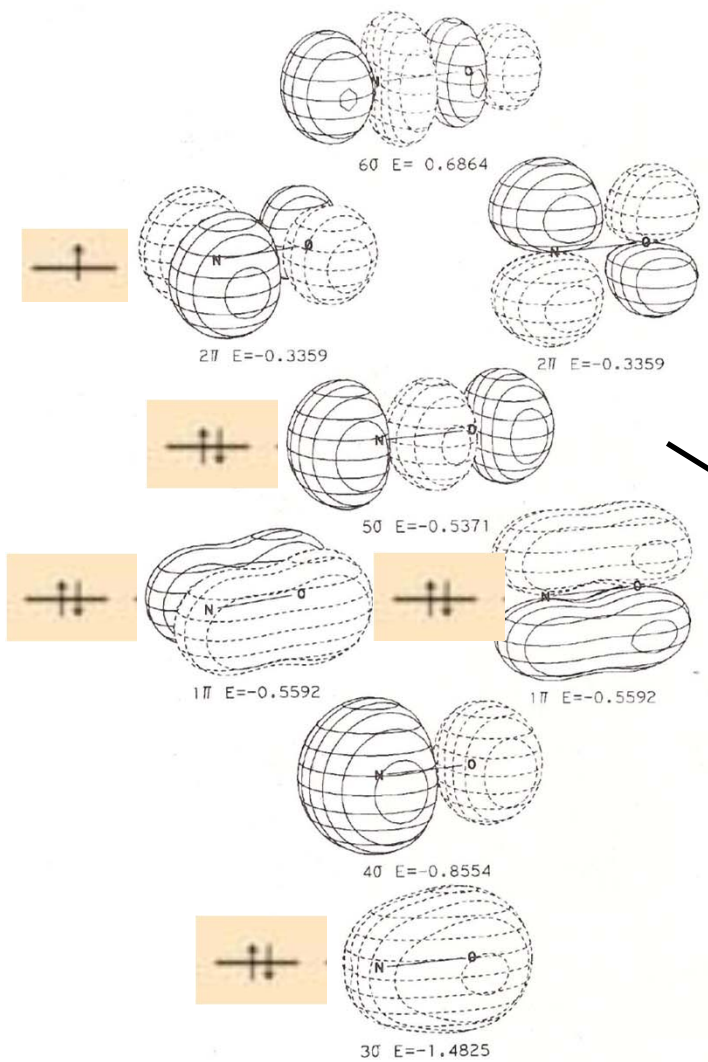 N O
6σ E= 0.6864
N O
N O
2π E=-0.3359
2π E=-0.3359
N O
5σ E=-0.5371
N O
N O
1π E=-0.5592
1π E=-0.5592
N O
4σ E=-0.8554
N O
3σ E=-1.4825